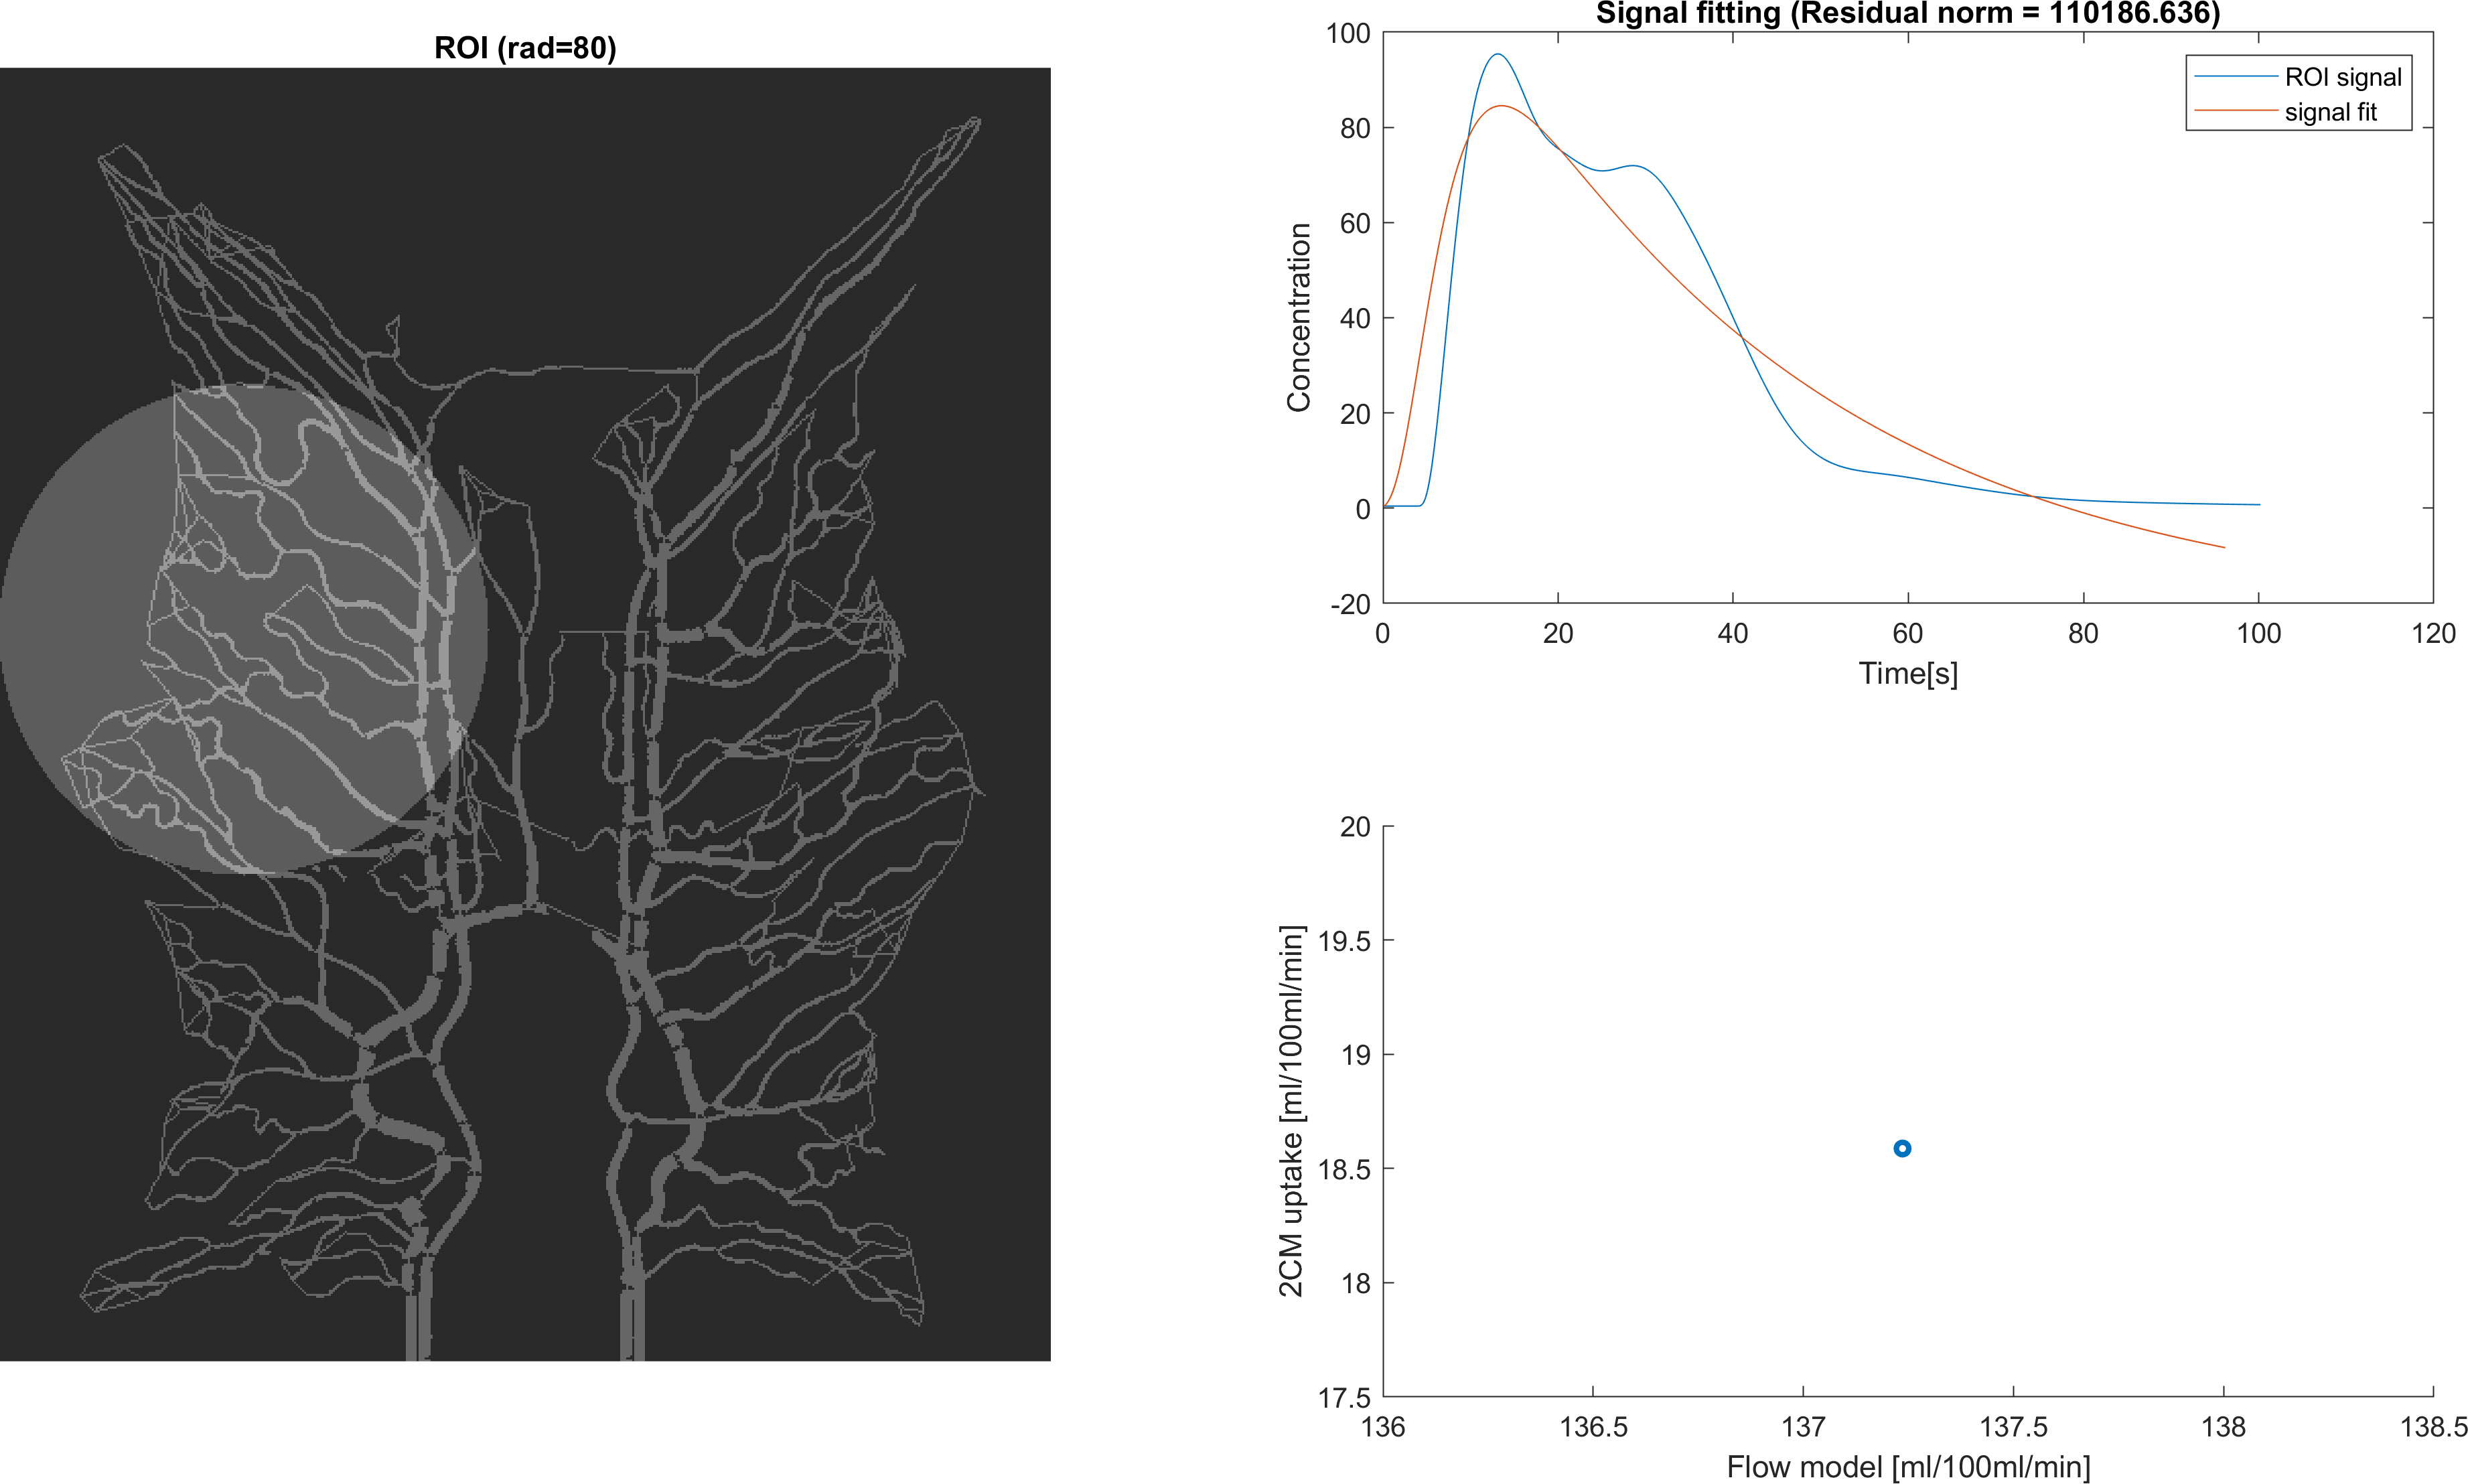 ROI (rad=80)
Signal fitting (Residual norm = 110186.636)
100
80
60
40
20
0
-20
Concentration
ROI signal
signal fit
0 20 40 60 80 100 120
Time[s]
20
19.5
19
18.5
18
17.5
2CM uptake [ml/100ml/min]
136 136.5 137 137.5 138 138.5
Flow model [ml/100ml/min]